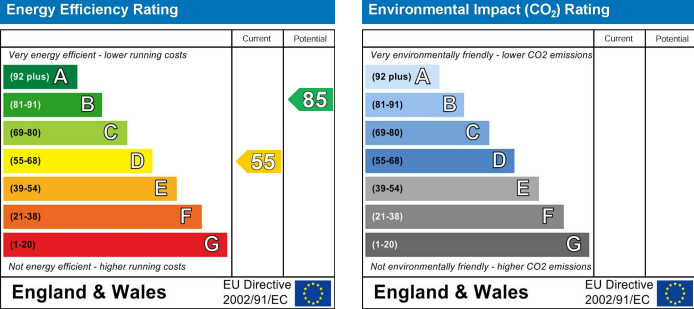 Energy Efficiency Rating
Current Potential
Very energy efficient - lower running costs
(92 plus) A
(81-91) B
85
(69-80) C
(55-68) D
55
(39-54) E
(21-38) F
(1-20) G
Not energy efficient - higher running costs
England & Wales
EU Directive
2002/91/EC
Environmental Impact (CO₂) Rating
Current Potential
Very environmentally friendly - lower CO2 emissions
(92 plus) A
(81-91) B
(69-80) C
(55-68) D
(39-54) E
(21-38) F
(1-20) G
Not environmentally friendly - higher CO2 emissions
England & Wales
EU Directive
2002/91/EC